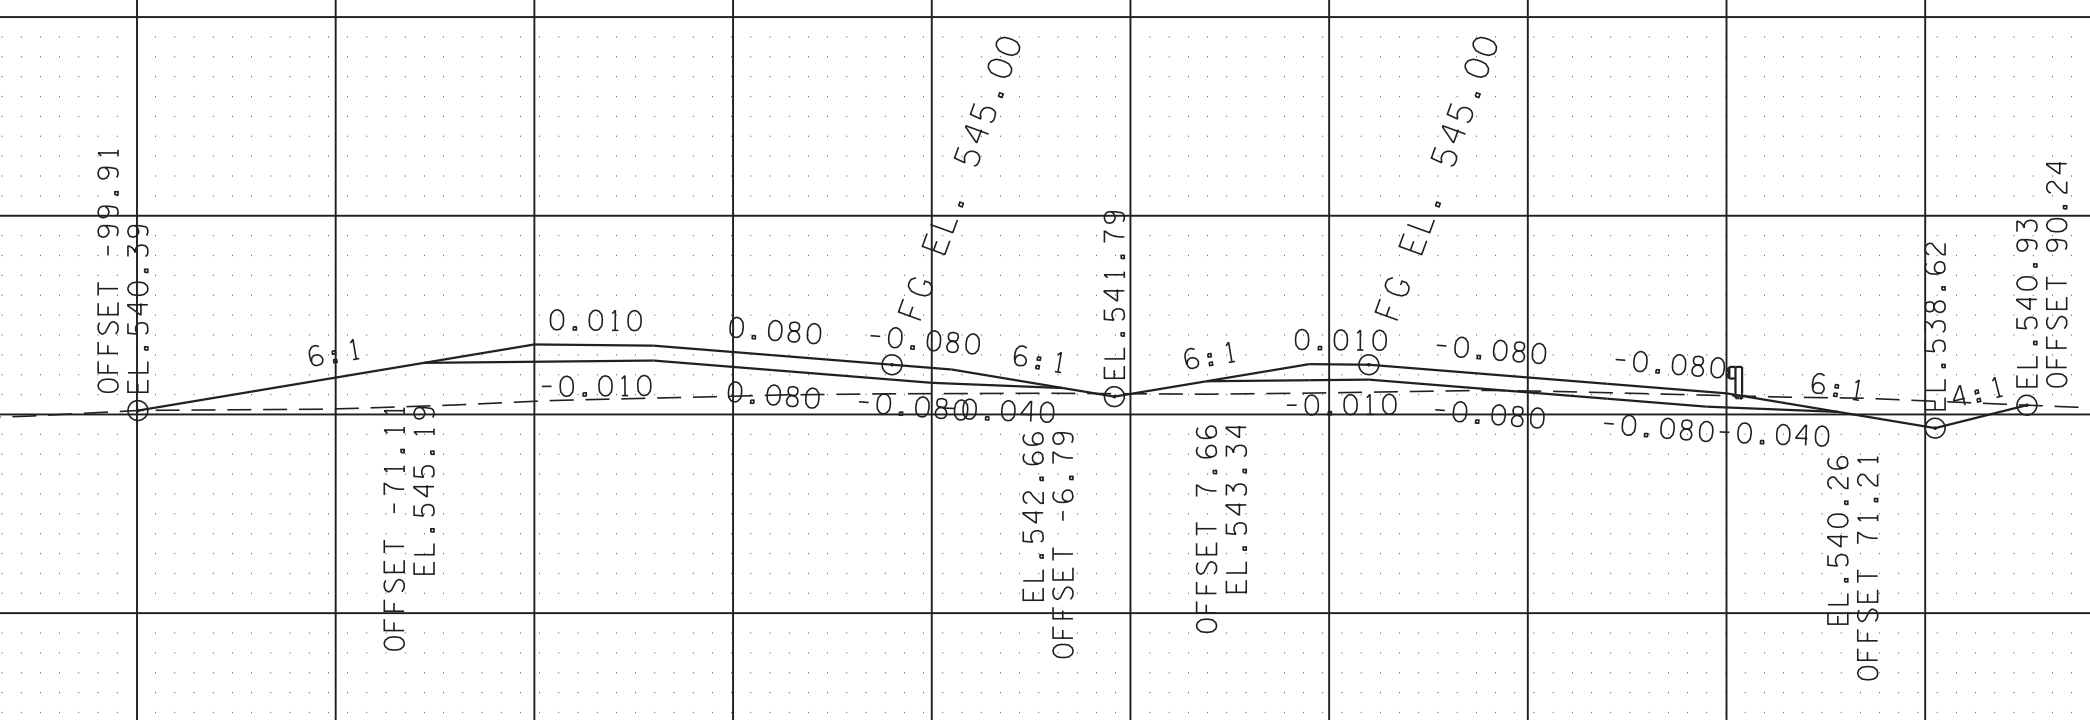 OFFSET -99.91
EL.540.39
6:1
OFFSET -71.11
EL.545.19
0.010
-0.010
0.080
0.080
-0.080
-0.080
0.040
FG EL. 545.00
6:1
EL.542.66
OFFSET -6.79
EL.541.79
6:1
OFFSET 7.66
EL.543.34
0.010
-0.010
FG EL. 545.00
-0.080
-0.080
-0.080
-0.080
-0.040
6:1
EL.540.26
OFFSET 71.21
EL.538.62
4:1
EL.540.93
OFFSET 90.24